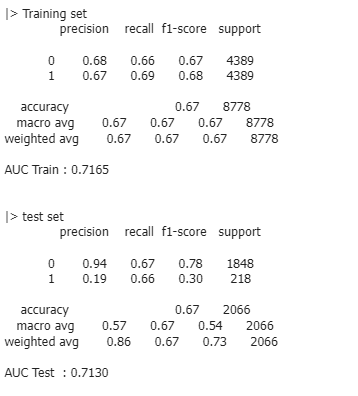 |> Training set
precision recall f1-score support
0 0.68 0.66 0.67 4389
1 0.67 0.69 0.68 4389
accuracy 0.67 8778
macro avg 0.67 0.67 0.67 8778
weighted avg 0.67 0.67 0.67 8778
AUC Train : 0.7165
|> test set
precision recall f1-score support
0 0.94 0.67 0.78 1848
1 0.19 0.66 0.30 218
accuracy 0.67 2066
macro avg 0.57 0.67 0.54 2066
weighted avg 0.86 0.67 0.73 2066
AUC Test : 0.7130